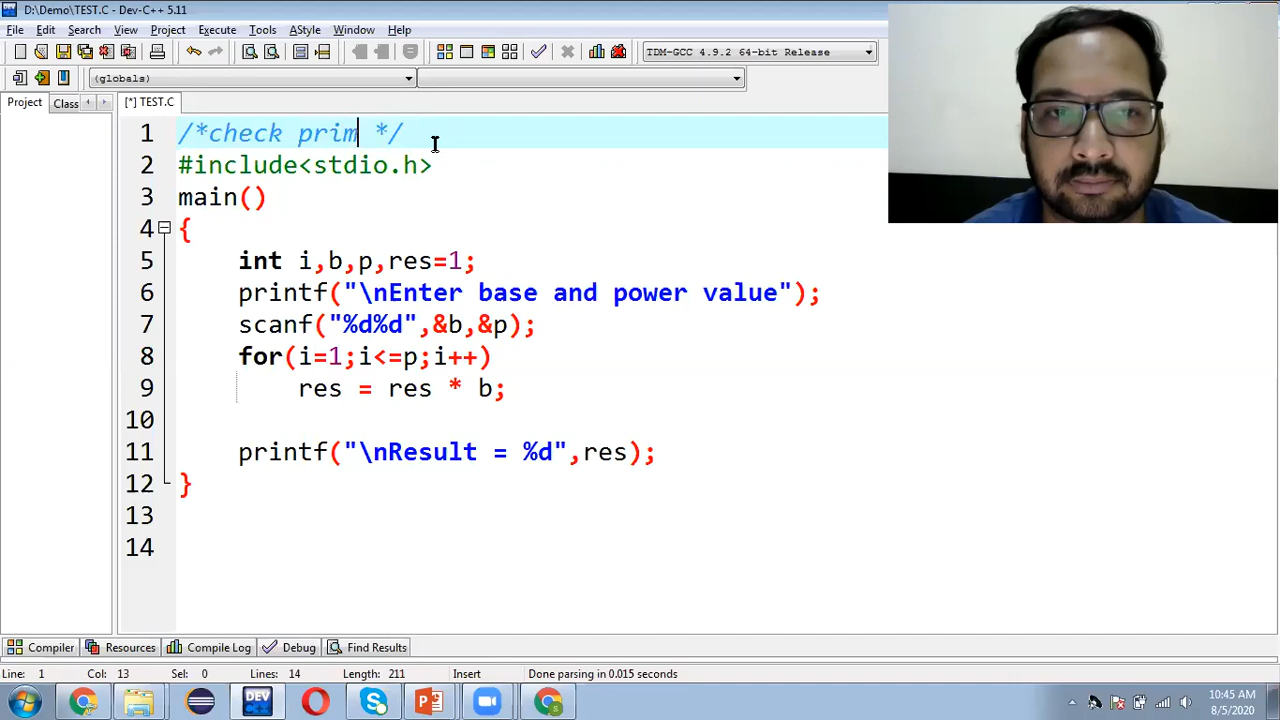 D:\Demo\TEST.C - Dev-C++ 5.11
File Edit Search View Project Execute Tools AStyle Window Help
TDM-GCC 4.9.2 64-bit Release
(globals)
Project Class
[*] TEST.C
1 /*check prim */
2 #include<stdio.h>
3 main()
4 {
5 int i,b,p,res=1;
6 printf("\nEnter base and power value");
7 scanf("%d%d",&b,&p);
8 for(i=1;i<=p;i++)
9 res = res * b;
10
11 printf("\nResult = %d",res);
12 }
13
14
Compiler Resources Compile Log Debug Find Results
Line: 1 Col: 13 Sel: 0 Lines: 14 Length: 211 Insert Done parsing in 0.015 seconds
DEV C++
10:45 AM
8/5/2020